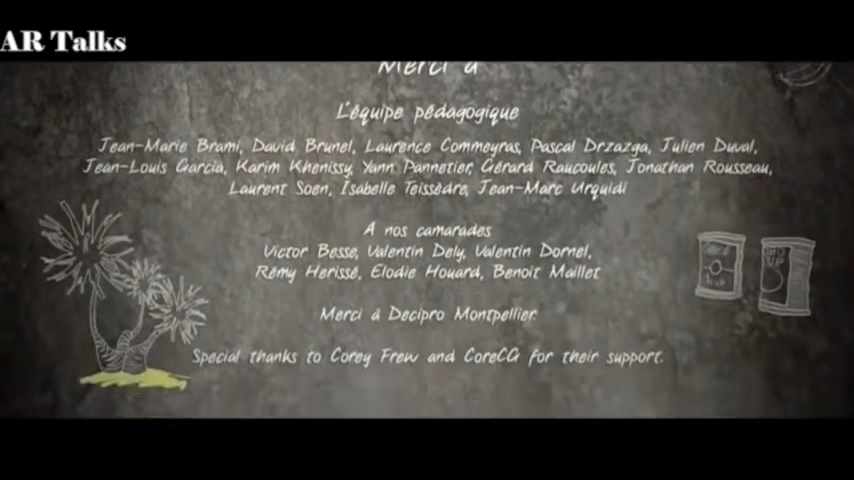 AR Talks
Merci à
L'équipe pédagogique
Jean-Marie Brami, David Brunel, Laurence Commeyras, Pascal Drzazga, Julien Duval,
Jean-Louis Garcia, Karim Khenissy, Yann Pannetier, Gérard Raucoules, Jonathan Rousseau,
Laurent Soen, Isabelle Teissèdre, Jean-Marc Urquidi
A nos camarades
Victor Besse, Valentin Dely, Valentin Dornel,
Rémy Herissé, Elodie Houard, Benoit Maillet
Merci à Decipro Montpellier.
Special thanks to Corey Frew and CoreCG for their support.